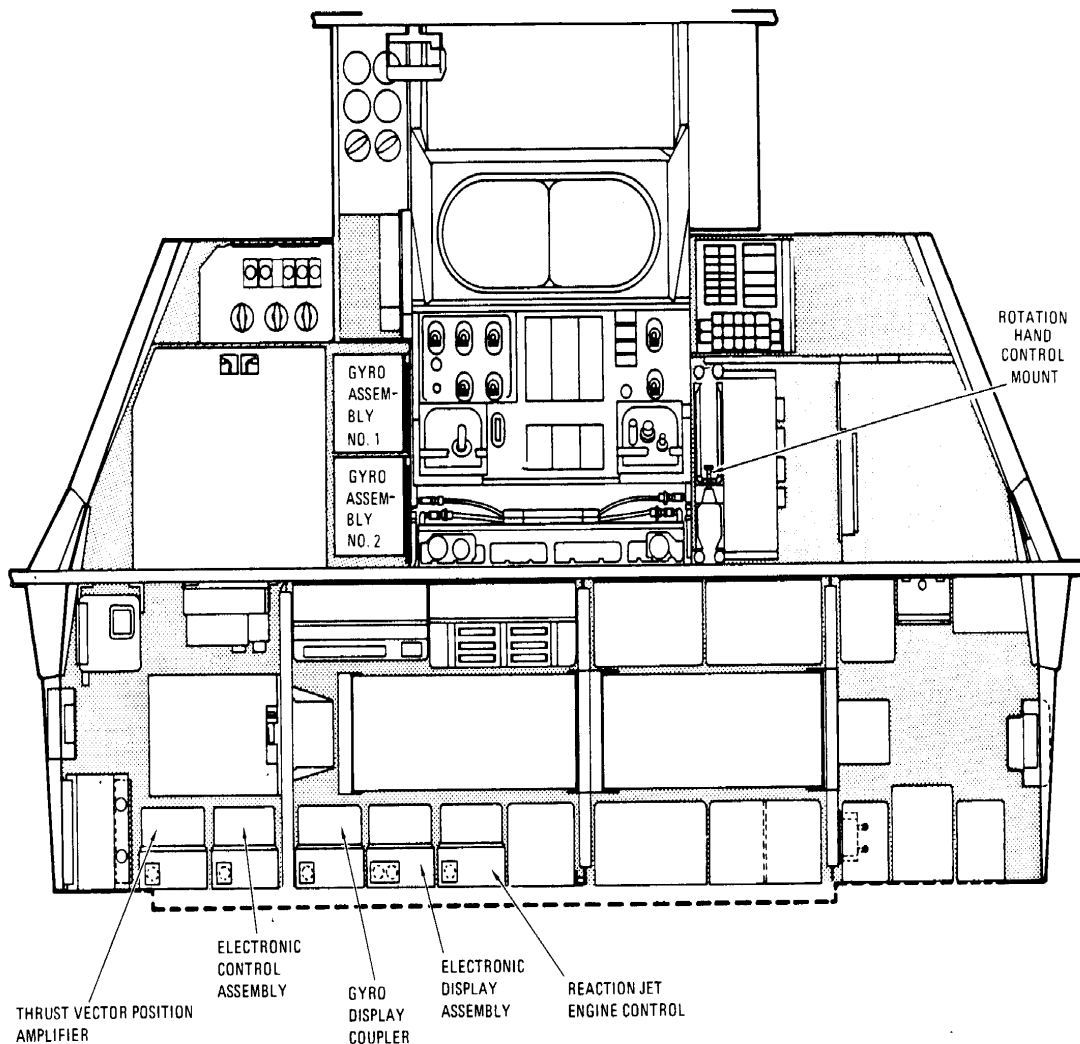 ROTATION
HAND
CONTROL
MOUNT
GYRO
ASSEM-
BLY
NO. 1
GYRO
ASSEM-
BLY
NO. 2
THRUST VECTOR POSITION
AMPLIFIER
ELECTRONIC
CONTROL
ASSEMBLY
GYRO
DISPLAY
COUPLER
ELECTRONIC
DISPLAY
ASSEMBLY
REACTION JET
ENGINE CONTROL